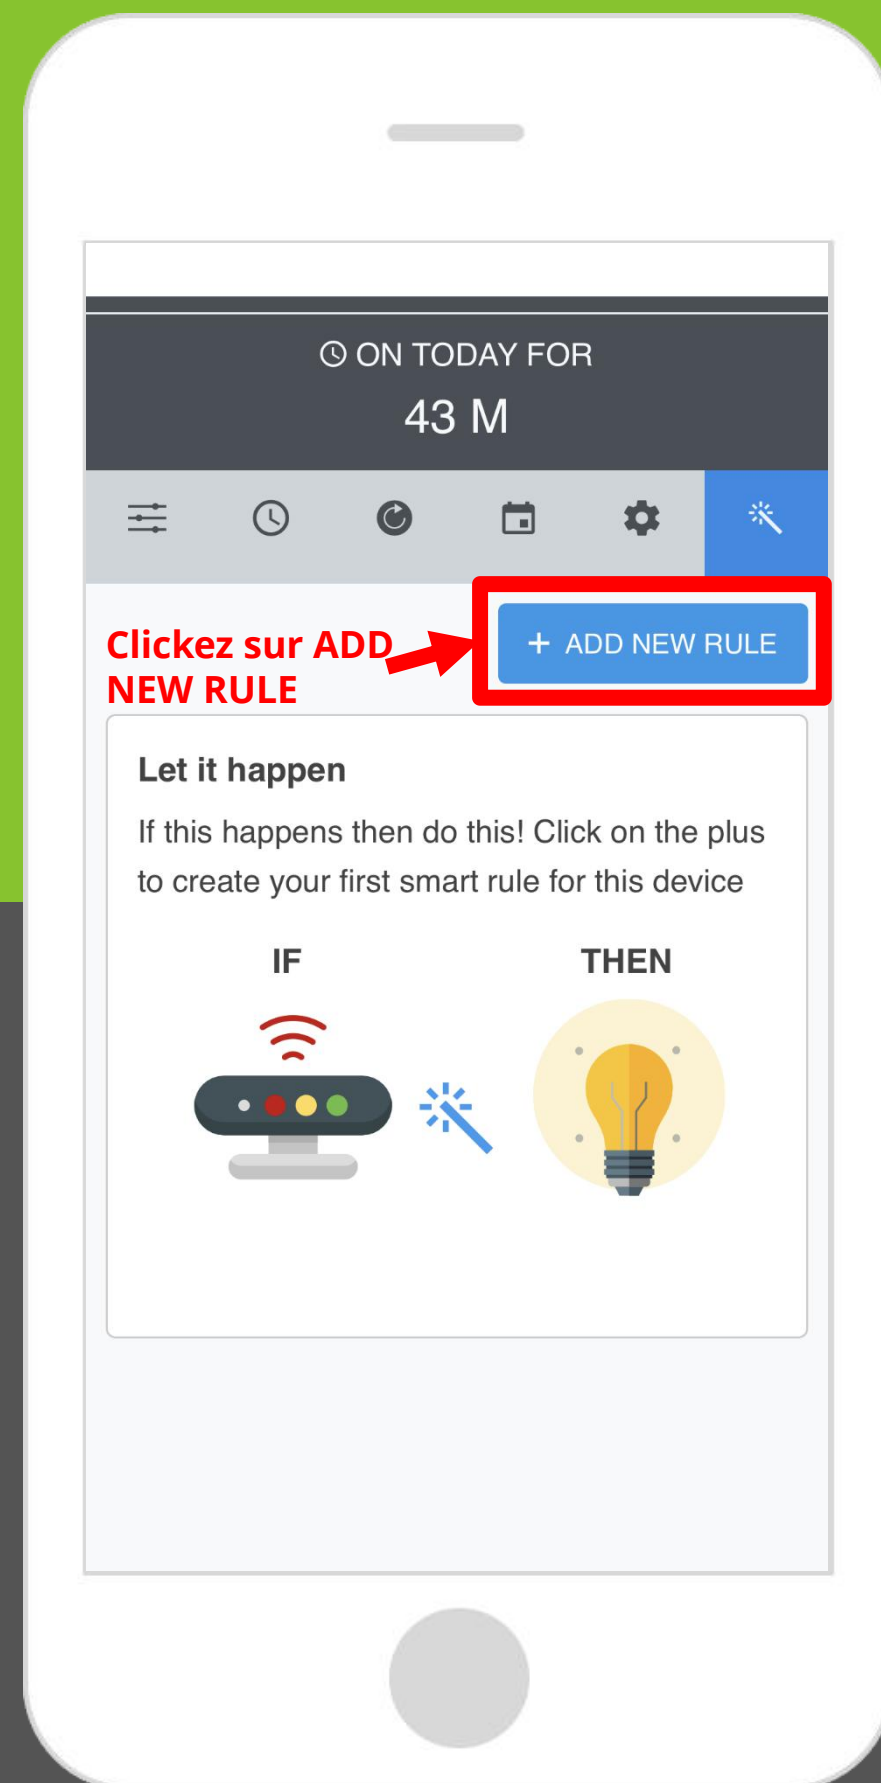 ON TODAY FOR
43 M
+ ADD NEW RULE
Clickez sur ADD
NEW RULE
Let it happen
If this happens then do this! Click on the plus
to create your first smart rule for this device
IF THEN